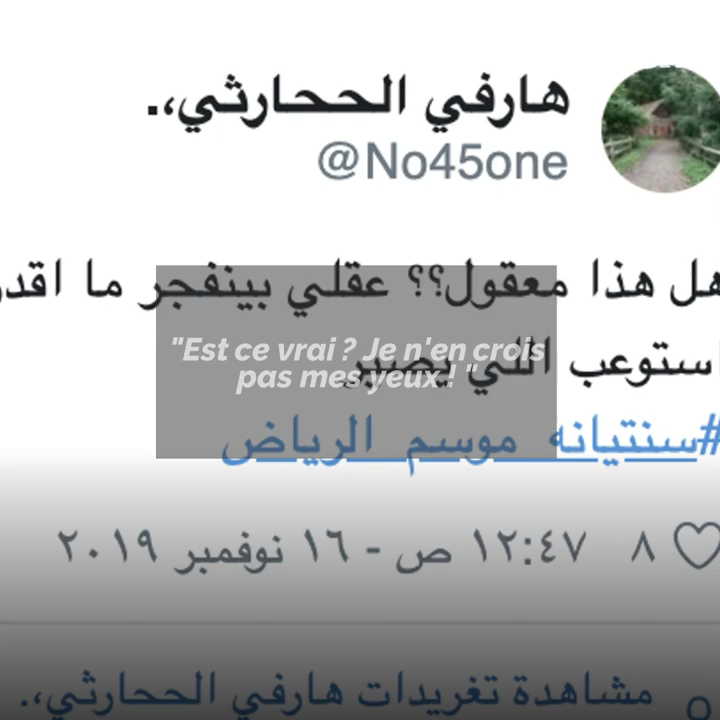 هارفي الححارثي،.
@No45one
هل هذا معقول؟؟ عقلي بينفجر ما اقدر
"Est ce vrai ? Je n'en crois
pas mes yeux ! "
استوعب اللي يصير
#سنتيانه_موسم_الرياض
٨ ١٢:٤٧ ص - ١٦ نوفمبر ٢٠١٩
مشاهدة تغريدات هارفي الححارثي،.